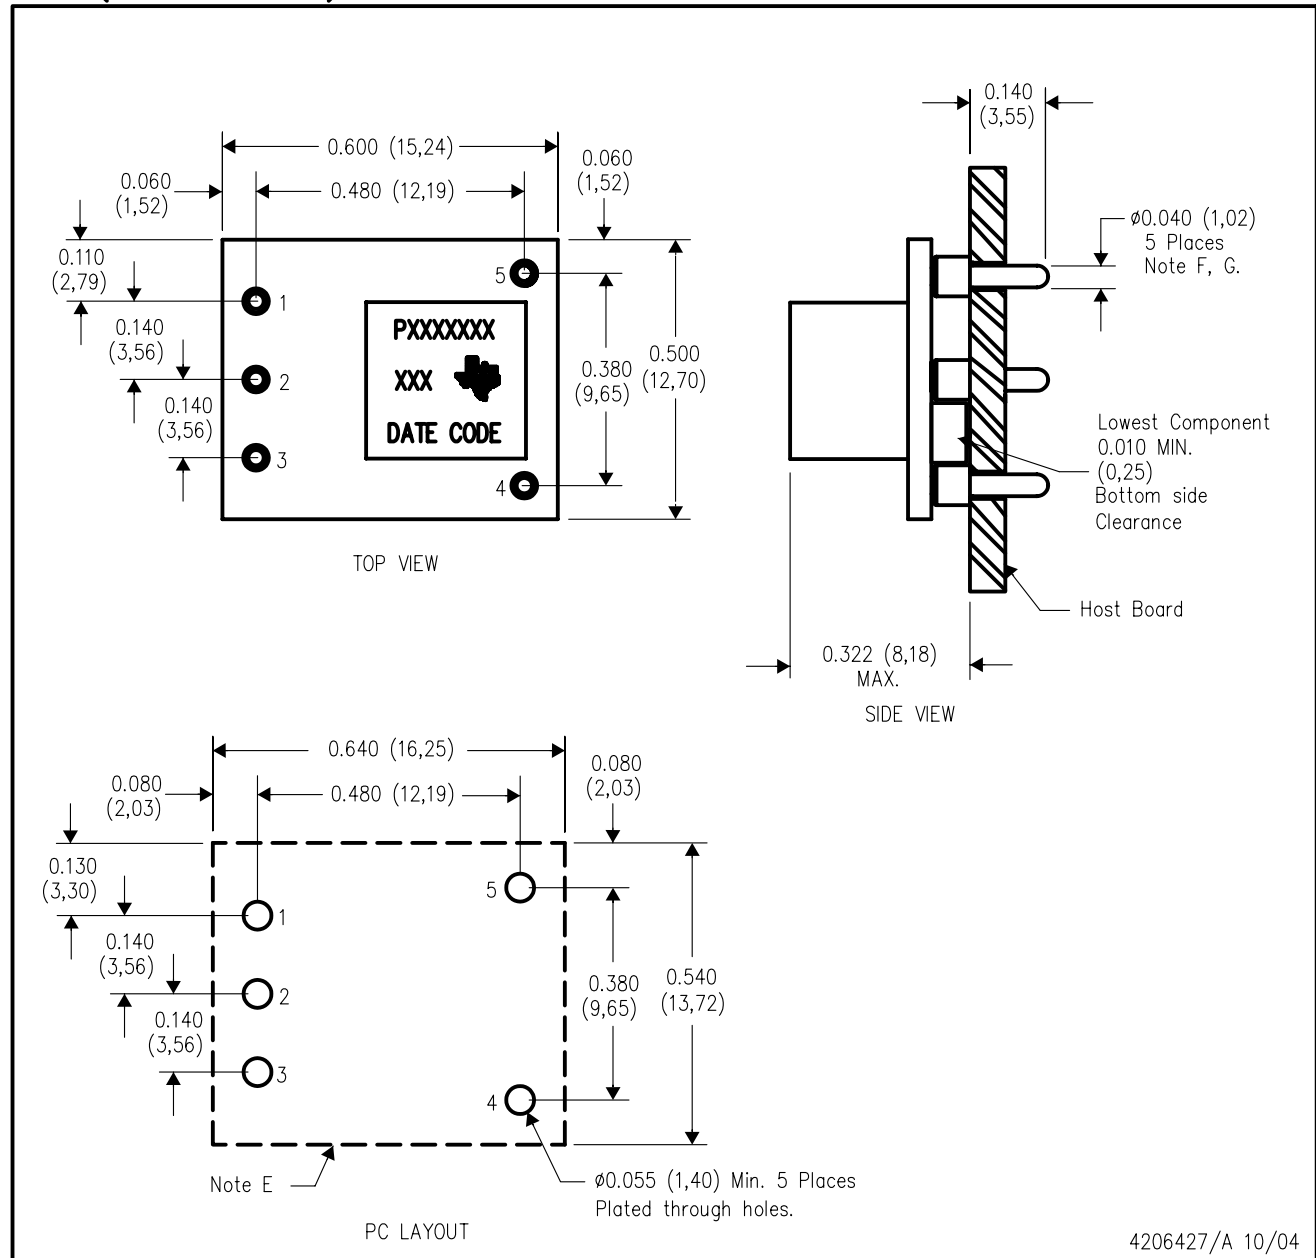 0.600 (15,24)
0.060
(1,52)
0.480 (12,19)
0.060
(1,52)
0.110
(2,79)
0.140
(3,56)
0.140
(3,56)
1
2
3
5
4
PXXXXXXX
XXX
DATE CODE
0.380
(9,65)
0.500
(12,70)
TOP VIEW
0.140
(3,55)
ø0.040 (1,02)
5 Places
Note F, G.
Lowest Component
0.010 MIN.
(0,25)
Bottom side
Clearance
Host Board
0.322 (8,18)
MAX.
SIDE VIEW
0.640 (16,25)
0.080
(2,03)
0.480 (12,19)
0.080
(2,03)
0.130
(3,30)
0.140
(3,56)
0.140
(3,56)
1
2
3
5
4
0.380
(9,65)
0.540
(13,72)
Note E
ø0.055 (1,40) Min. 5 Places
Plated through holes.
PC LAYOUT
4206427/A 10/04